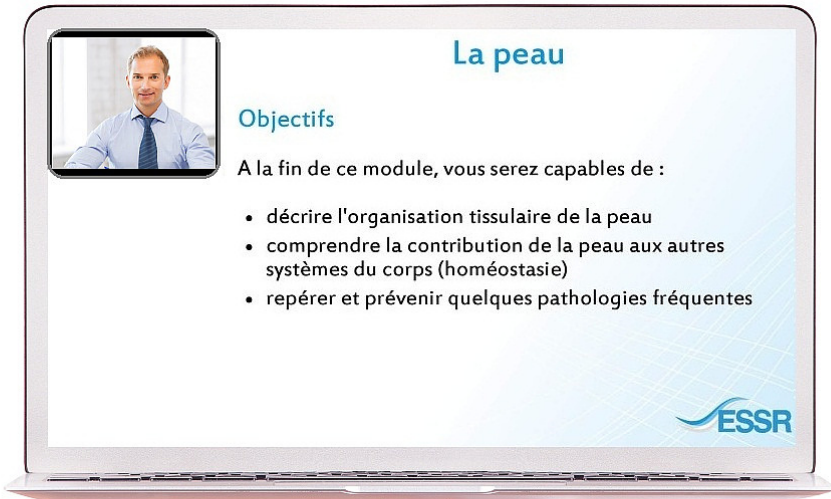 La peau
Objectifs
A la fin de ce module, vous serez capables de :
• décrire l'organisation tissulaire de la peau
• comprendre la contribution de la peau aux autres
systèmes du corps (homéostasie)
• repérer et prévenir quelques pathologies fréquentes
ESSR